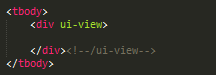 <tbody>
<div ui-view>
</div><!--/ui-view-->
</tbody>